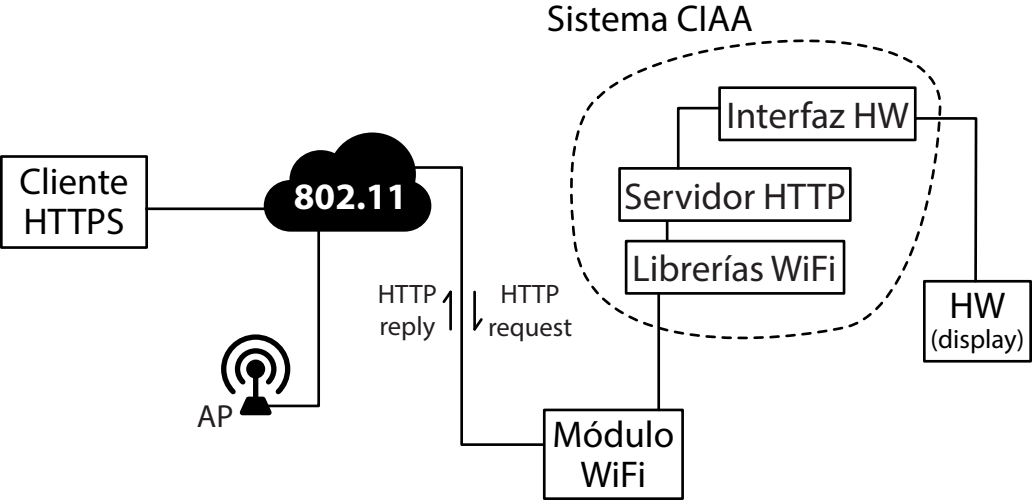 Sistema CIAA
Interfaz HW
Cliente
HTTPS
802.11
Servidor HTTP
Librerías WiFi
HTTP
reply
HTTP
request
HW
(display)
AP
Módulo
WiFi